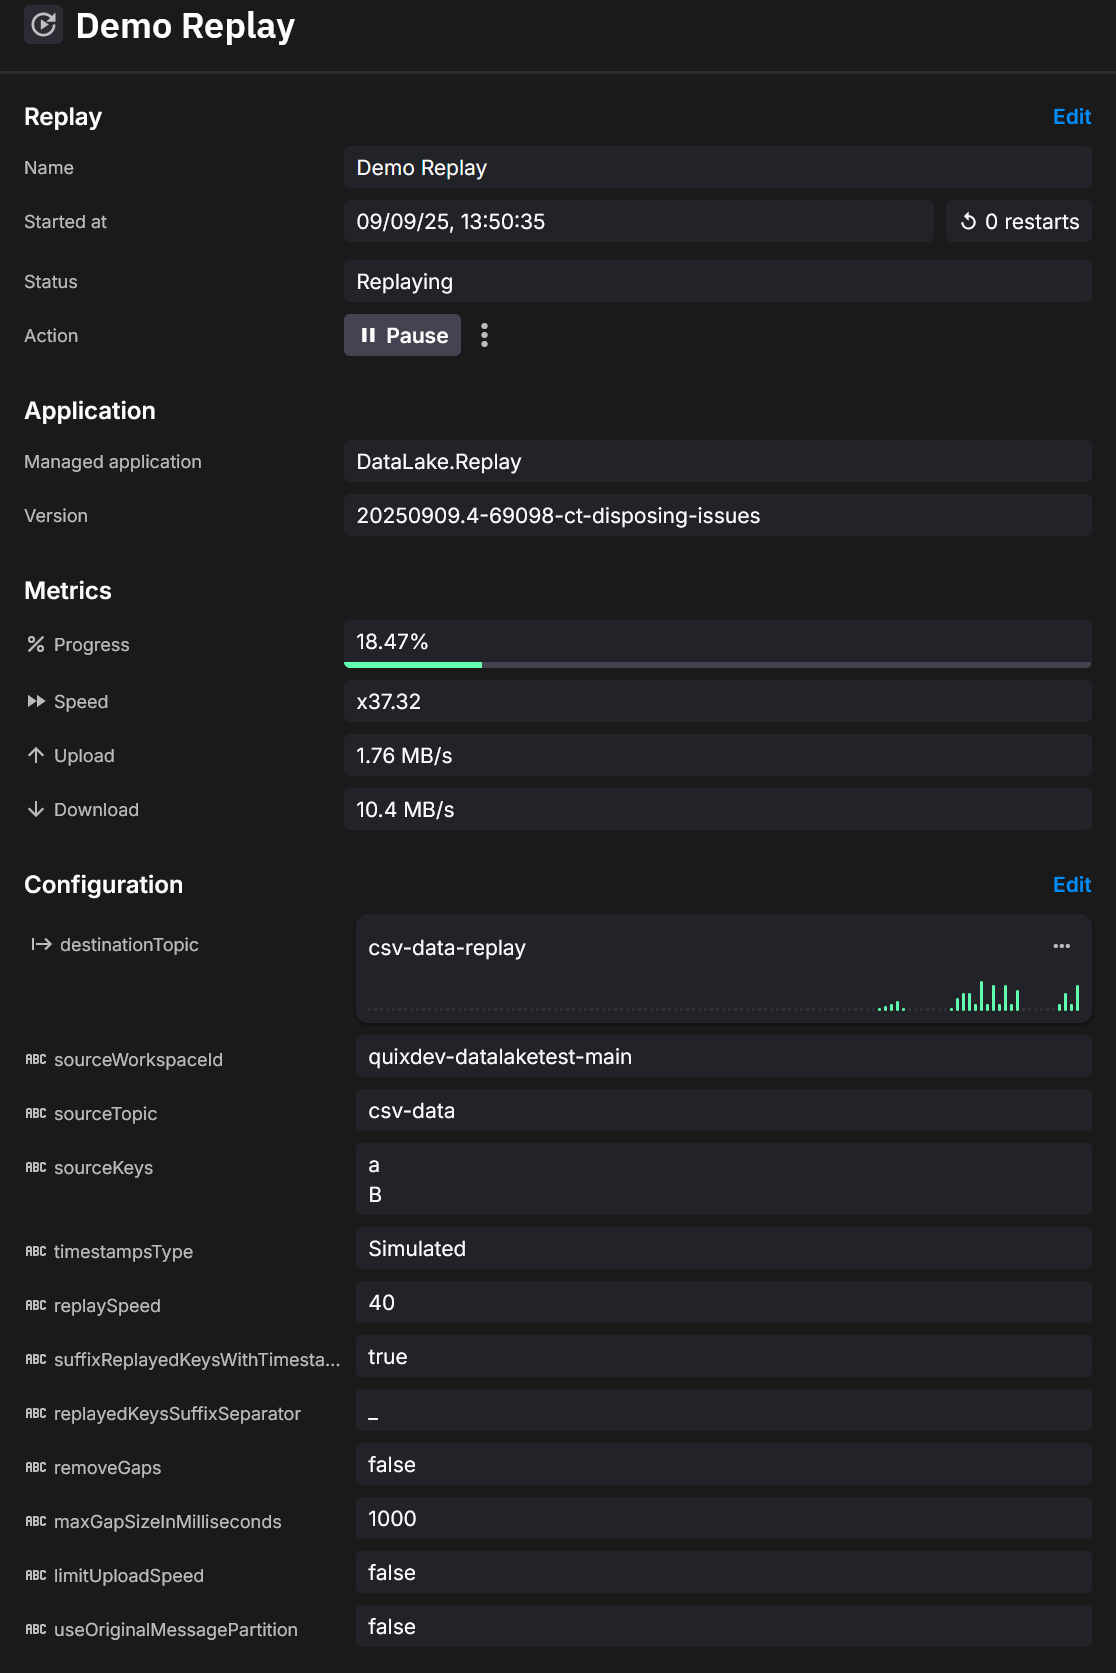 Demo Replay
Replay
Edit
Name
Demo Replay
Started at
09/09/25, 13:50:35
0 restarts
Status
Replaying
Action
Pause
Application
Managed application
DataLake.Replay
Version
20250909.4-69098-ct-disposing-issues
Metrics
Progress
18.47%
Speed
x37.32
Upload
1.76 MB/s
Download
10.4 MB/s
Configuration
Edit
destinationTopic
csv-data-replay
ABC sourceWorkspaceId
quixdev-datalaketest-main
ABC sourceTopic
csv-data
ABC sourceKeys
a
B
ABC timestampsType
Simulated
ABC replaySpeed
40
ABC suffixReplayedKeysWithTimesta...
true
ABC replayedKeysSuffixSeparator
_
ABC removeGaps
false
ABC maxGapSizeInMilliseconds
1000
ABC limitUploadSpeed
false
ABC useOriginalMessagePartition
false